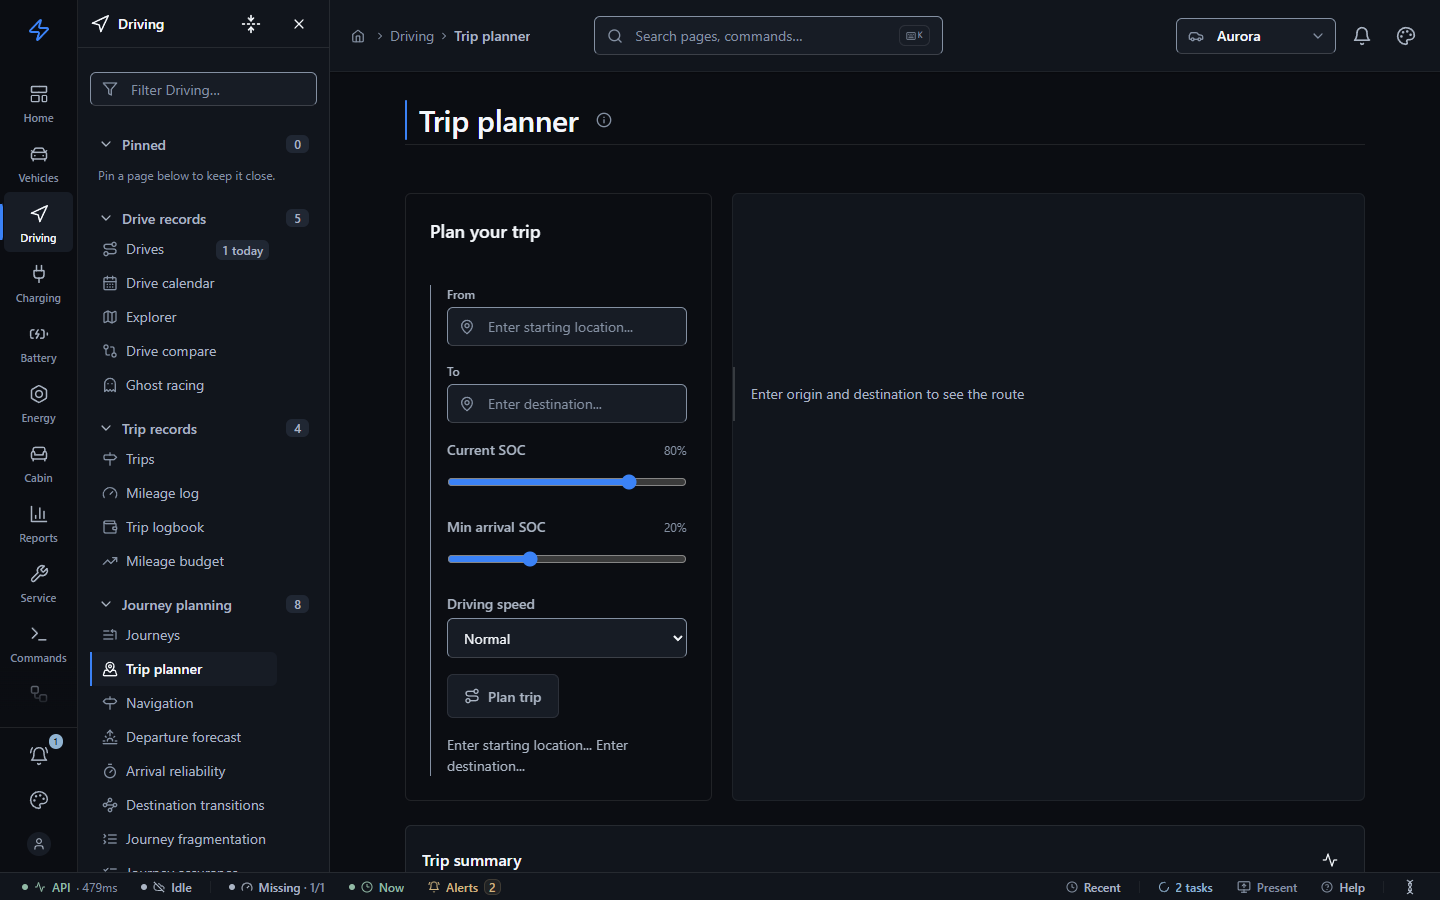 Home
Vehicles
Driving
Charging
Battery
Energy
Cabin
Reports
Service
Commands
1
Driving
Filter Driving...
Pinned 0
Pin a page below to keep it close.
Drive records 5
Drives 1 today
Drive calendar
Explorer
Drive compare
Ghost racing
Trip records 4
Trips
Mileage log
Trip logbook
Mileage budget
Journey planning 8
Journeys
Trip planner
Navigation
Departure forecast
Arrival reliability
Destination transitions
Journey fragmentation
Driving Trip planner
Search pages, commands... K
Aurora
Trip planner
Plan your trip
From
Enter starting location...
To
Enter destination...
Current SOC 80%
Min arrival SOC 20%
Driving speed
Normal
Plan trip
Enter starting location... Enter
destination...
Enter origin and destination to see the route
Trip summary
API · 479ms Idle Missing · 1/1 Now Alerts 2 Recent 2 tasks Present Help